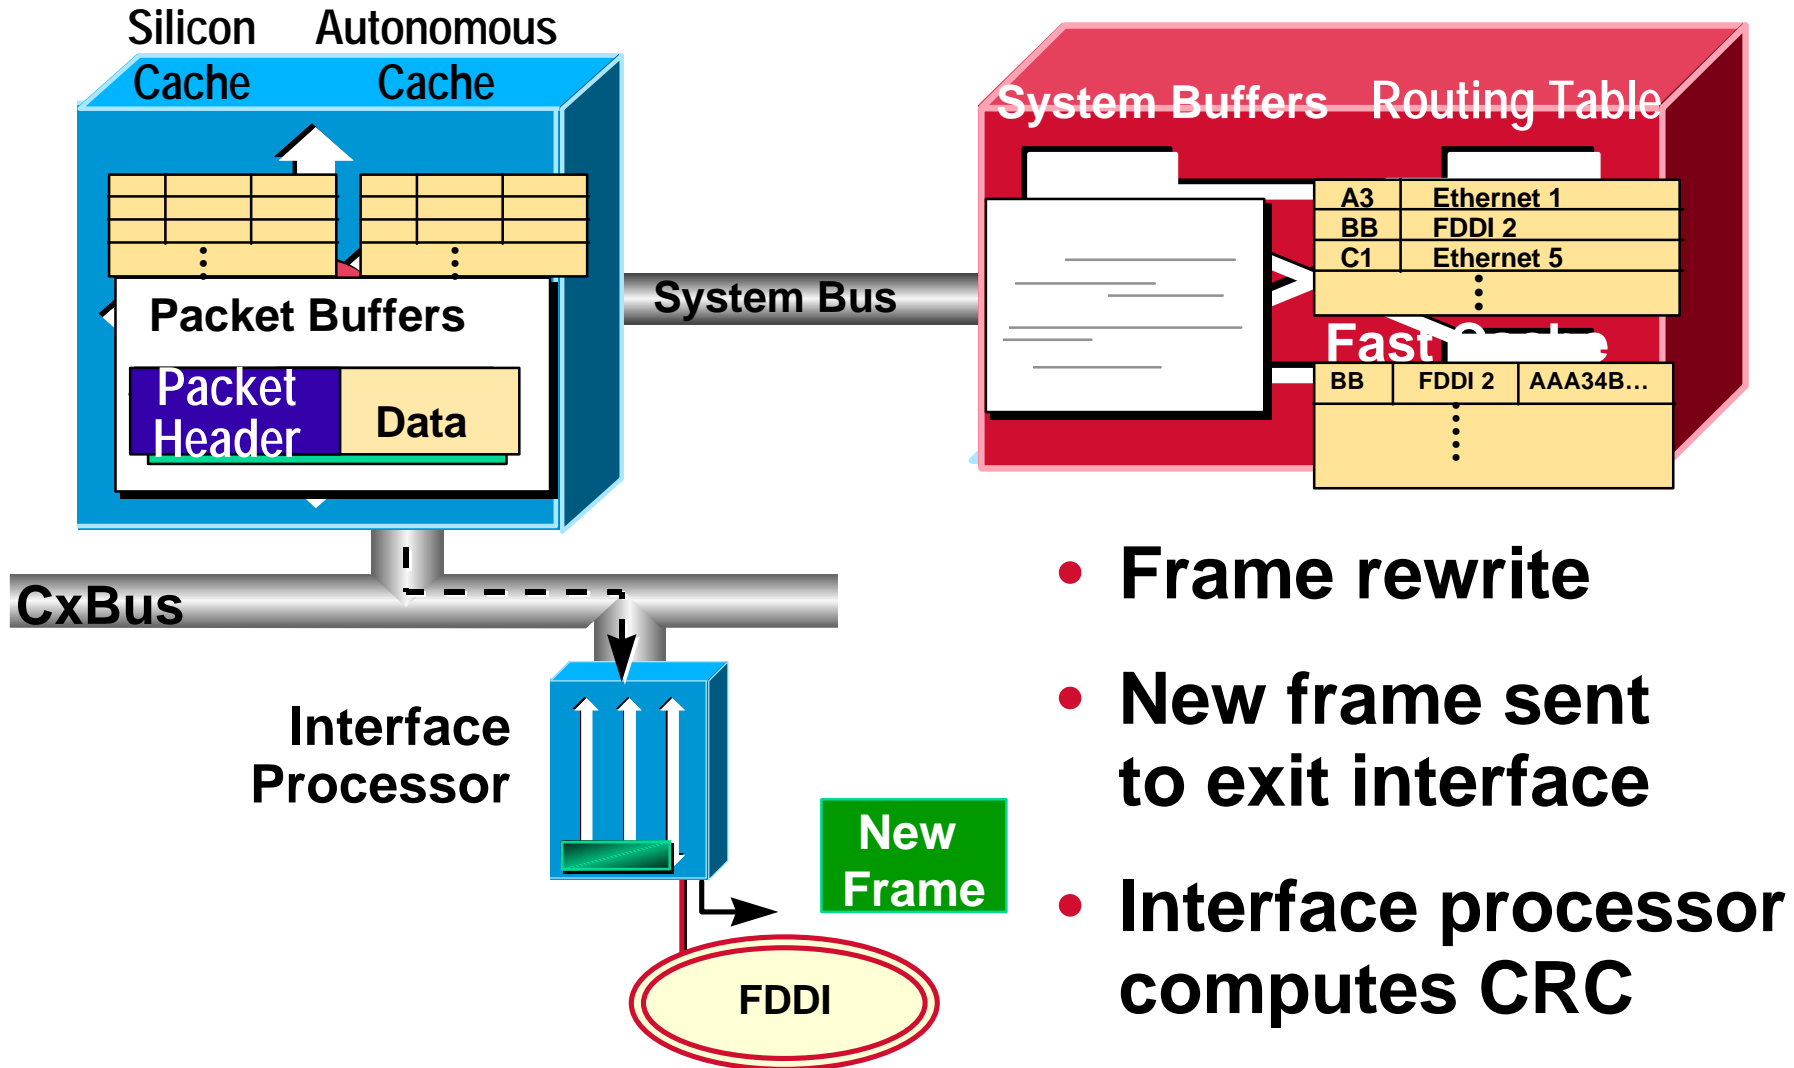 Silicon Cache
Autonomous Cache
Packet Buffers
Packet Header
Data
System Bus
System Buffers
Routing Table
A3 Ethernet 1
BB FDDI 2
C1 Ethernet 5
Fast Cache
BB FDDI 2 AAA34B…
CxBus
Interface
Processor
New
Frame
FDDI
• Frame rewrite
• New frame sent
to exit interface
• Interface processor
computes CRC